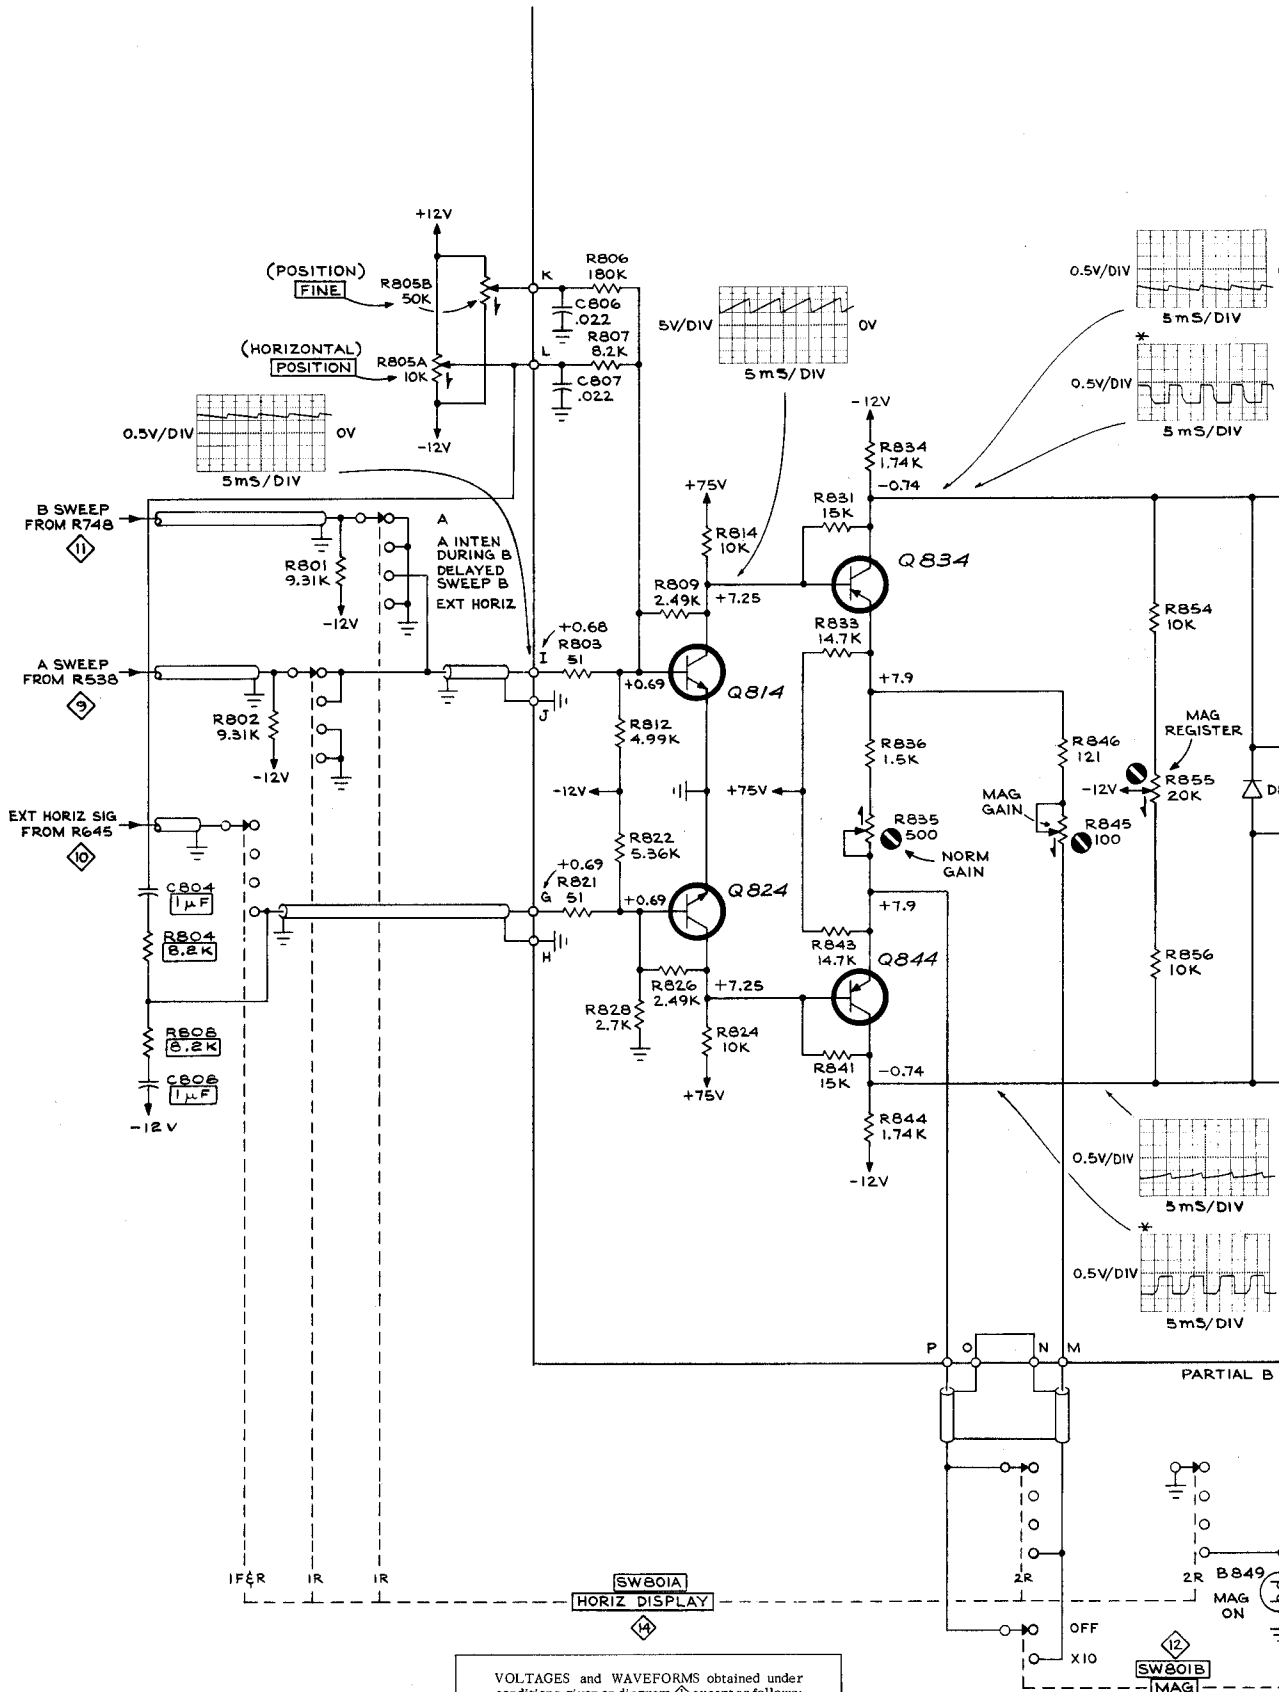 +12V
(POSITION)
FINE
R805B
50K
K
R806
180K
C806
.022
0.5V/DIV
5mS/DIV
(HORIZONTAL)
POSITION
R805A
10K
L
R807
8.2K
C807
.022
5V/DIV
0V
5mS/DIV
*
0.5V/DIV
5mS/DIV
0.5V/DIV
0V
5mS/DIV
-12V
-12V
R834
1.74K
-0.74
+75V
R831
15K
R814
10K
Q834
B SWEEP
FROM R748
11
A
A INTEN
DURING B
DELAYED
SWEEP B
EXT HORIZ
R801
9.31K
-12V
R809
2.49K
+7.25
R833
14.7K
R854
10K
+0.68
I
R803
51
+0.69
Q814
A SWEEP
FROM R538
9
J
+7.9
R802
9.31K
-12V
R812
4.99K
R836
1.5K
R846
121
MAG
REGISTER
-12V
+75V
-12V
R855
20K
MAG
GAIN
R845
100
EXT HORIZ SIG
FROM R645
10
R822
5.36K
R835
500
NORM
GAIN
+0.69
G
R821
51
+0.69
Q824
+7.9
C804
1µF
R804
8.2K
H
R843
14.7K
Q844
R856
10K
R826
2.49K
+7.25
R828
2.7K
R824
10K
R808
8.2K
C808
1µF
-12V
R841
15K
-0.74
+75V
R844
1.74K
-12V
0.5V/DIV
5mS/DIV
*
0.5V/DIV
5mS/DIV
P
O
N
M
PARTIAL B
1F&R
1R
1R
SW801A
HORIZ DISPLAY
14
2R
2R
B849
MAG
ON
OFF
X10
12
SW801B
MAG
VOLTAGES and WAVEFORMS obtained under